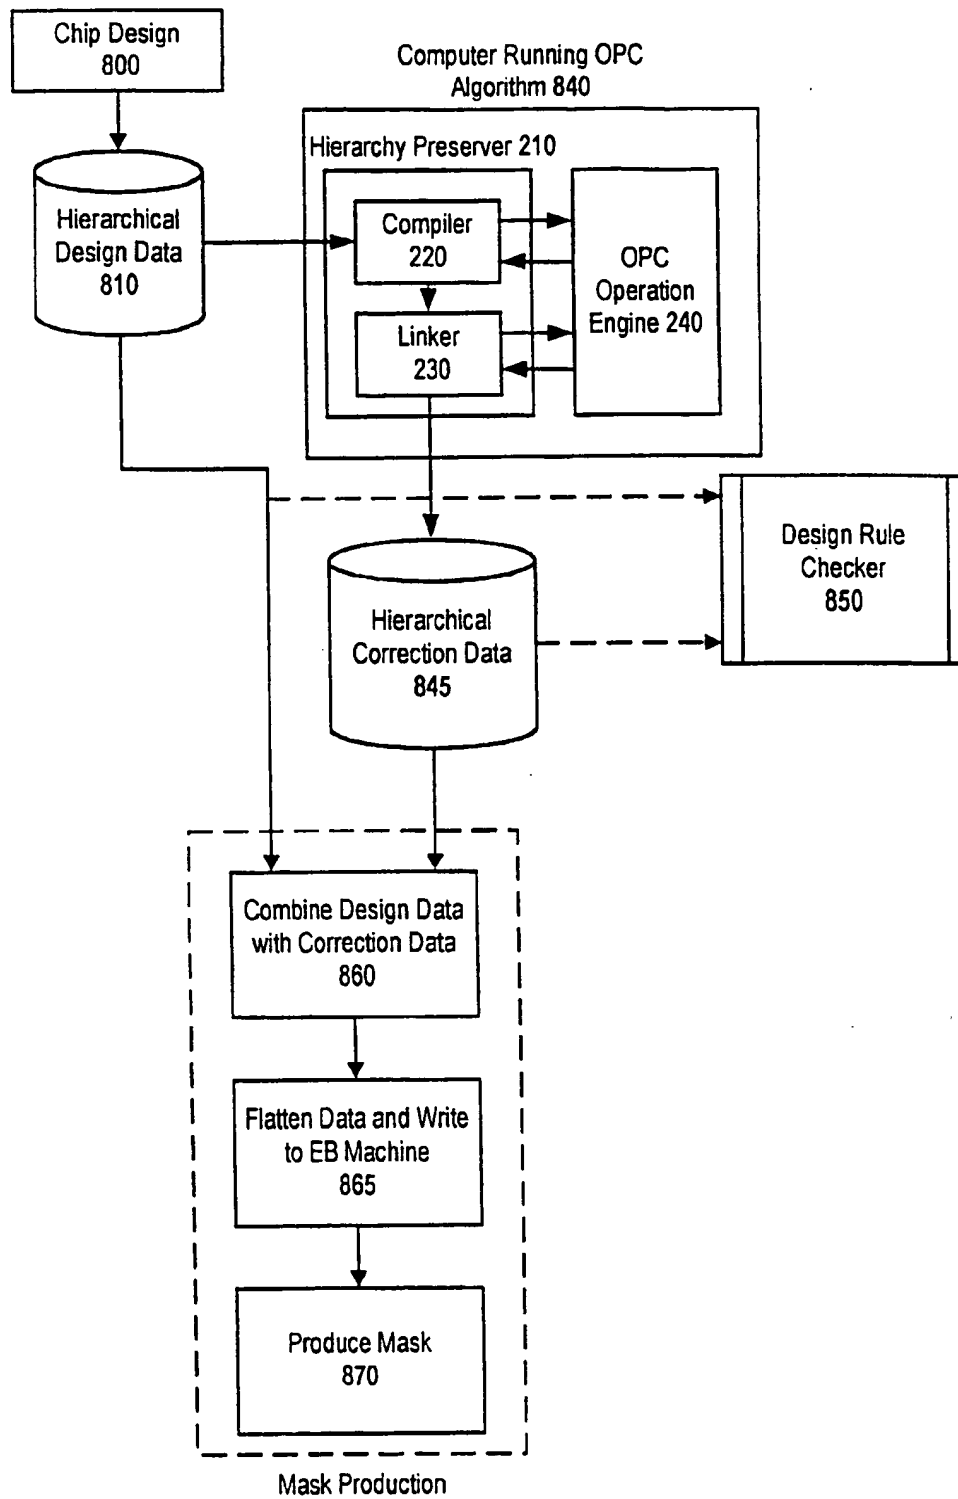 Chip Design
800
Computer Running OPC
Algorithm 840
Hierarchy Preserver 210
Hierarchical
Design Data
810
Compiler
220
OPC
Operation
Engine 240
Linker
230
Design Rule
Checker
850
Hierarchical
Correction Data
845
Combine Design Data
with Correction Data
860
Flatten Data and Write
to EB Machine
865
Produce Mask
870
Mask Production